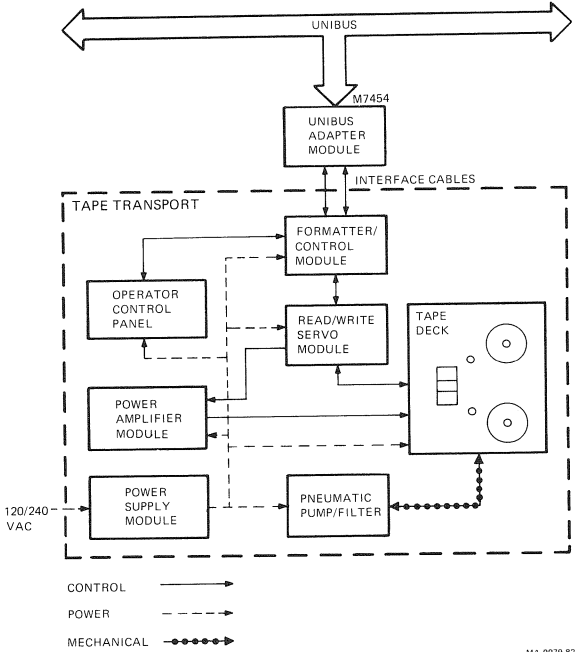 UNIBUS
M7454
UNIBUS
ADAPTER
MODULE
INTERFACE CABLES
TAPE TRANSPORT
FORMATTER/
CONTROL
MODULE
OPERATOR
CONTROL
PANEL
READ/WRITE
SERVO
MODULE
TAPE
DECK
POWER
AMPLIFIER
MODULE
120/240
VAC
POWER
SUPPLY
MODULE
PNEUMATIC
PUMP/FILTER
CONTROL
POWER
MECHANICAL